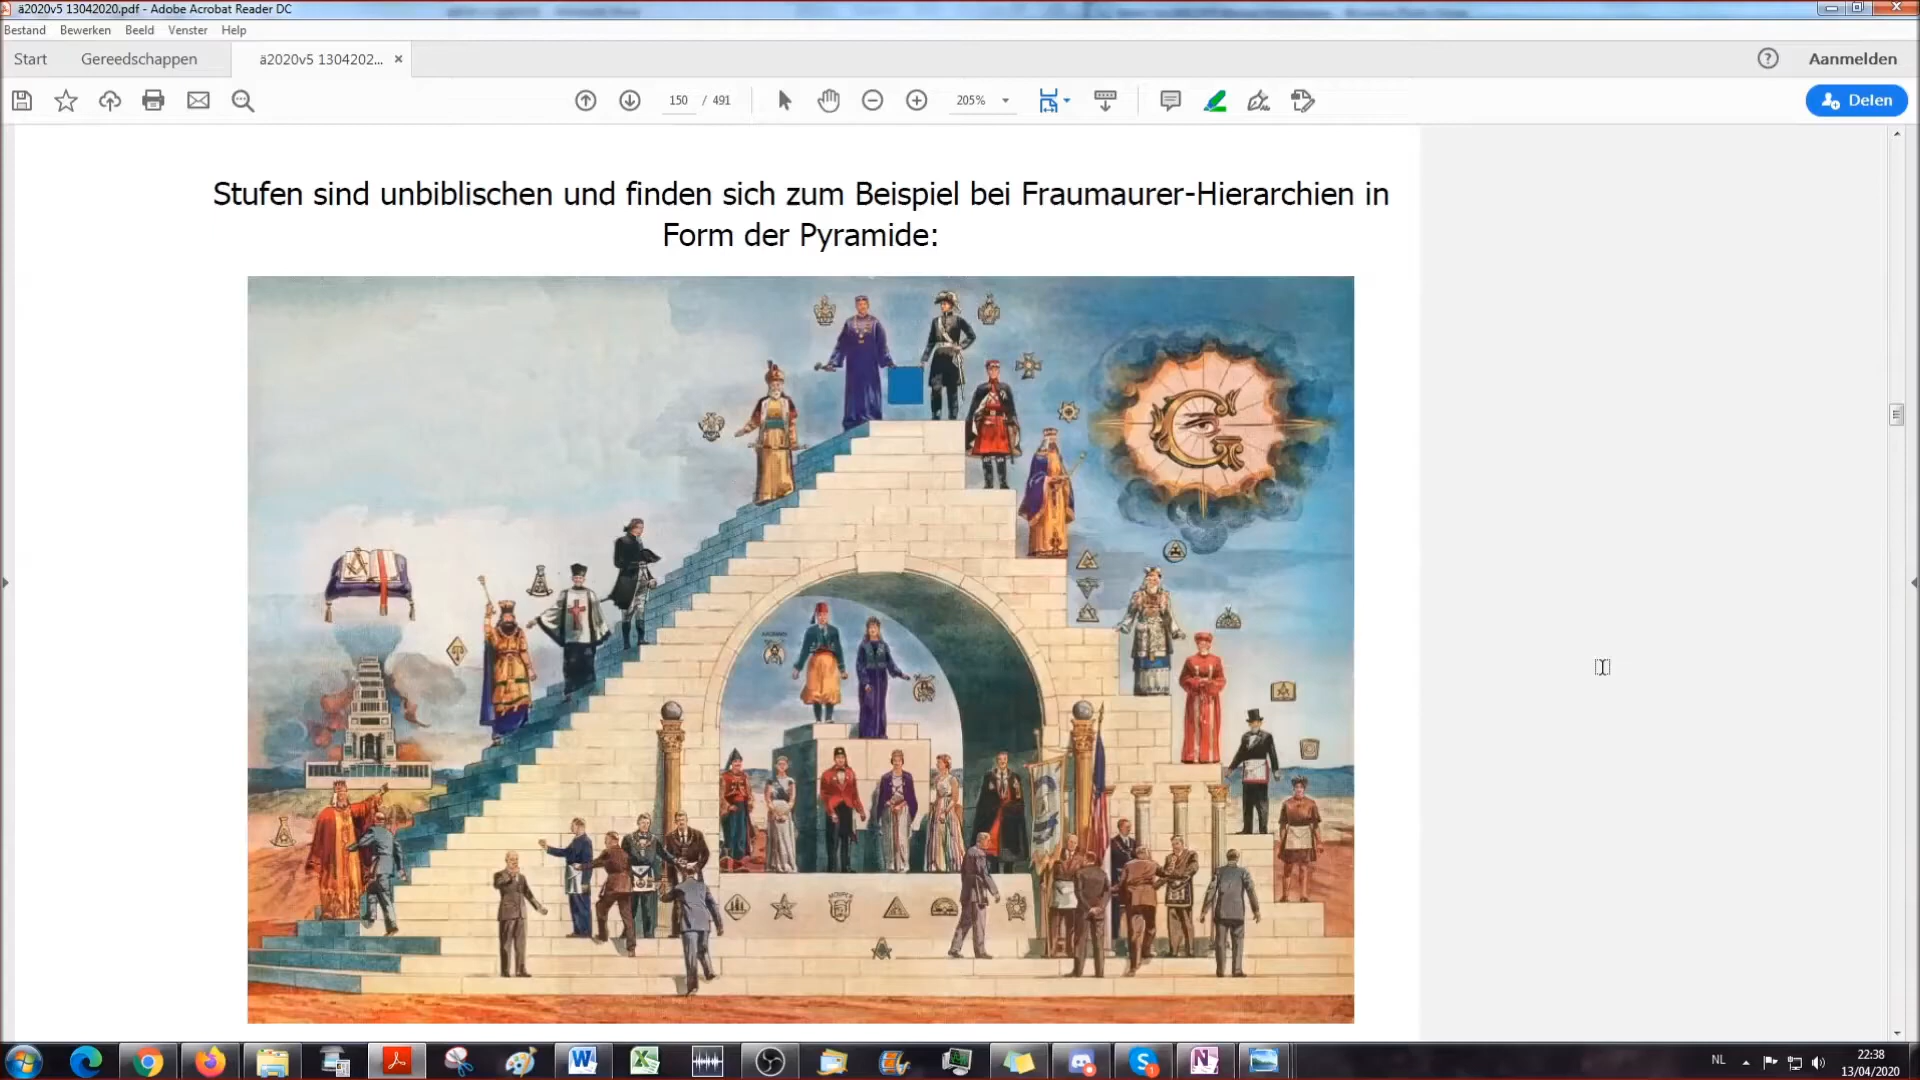 ä2020v5 13042020.pdf - Adobe Acrobat Reader DC
Bestand Bewerken Beeld Venster Help
Start Gereedschappen ä2020v5 1304202... × Aanmelden
150 / 491 205% Delen
Stufen sind unbiblischen und finden sich zum Beispiel bei Fraumaurer-Hierarchien in
Form der Pyramide:
G
NL 22:38
13/04/2020